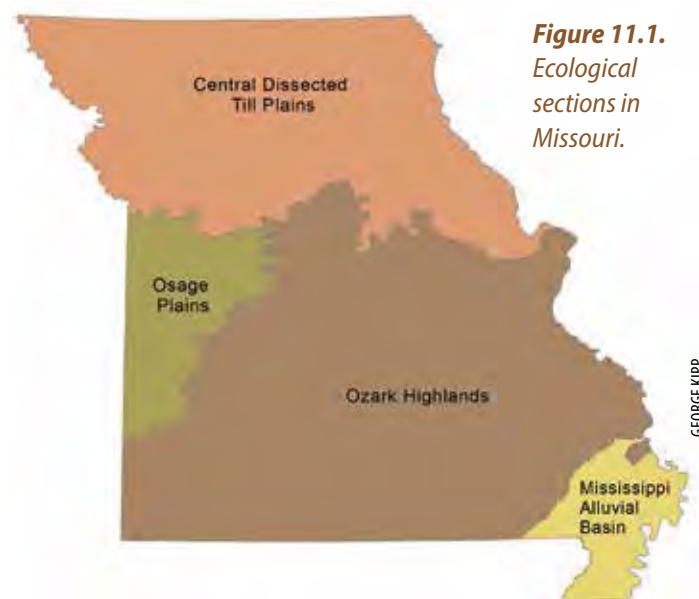 Figure 11.1.
Ecological
sections in
Missouri.
Central Dissected
Till Plains
Osage
Plains
Ozark Highlands
Mississippi
Alluvial
Basin
GEORGE KIPP